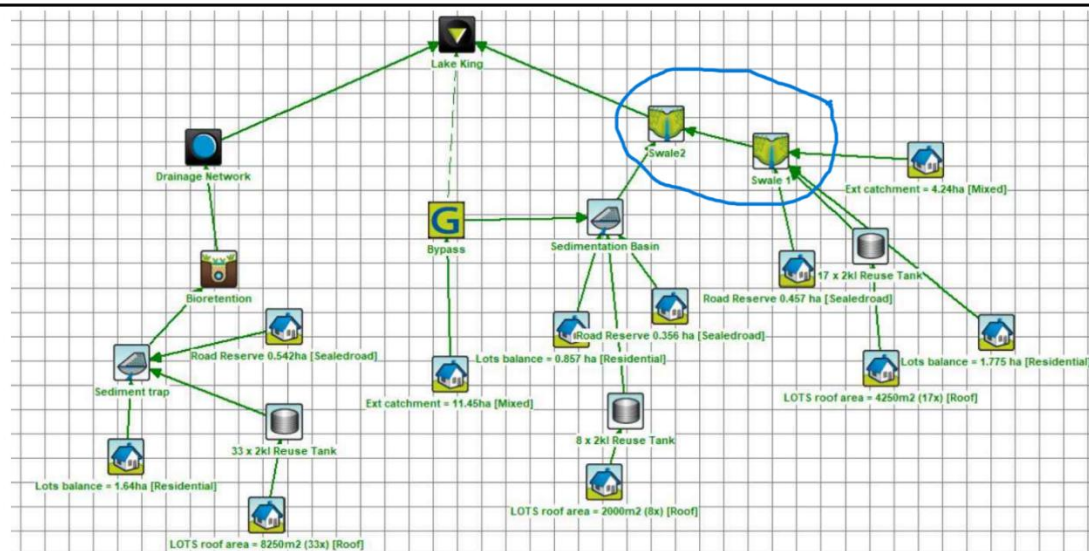 Lake King
Swale2
Drainage Network
Swale 1
Ext catchment = 4.24ha [Mixed]
G
Bypass
Sedimentation Basin
17 x 2kl Reuse Tank
Bioretention
Road Reserve 0.457 ha [Sealedroad]
Road Reserve 0.356 ha [Sealedroad]
Road Reserve 0.542ha [Sealedroad]
Lots balance = 0.857 ha [Residential]
Lots balance = 1.775 ha [Residential]
Sediment trap
Ext catchment = 11.45ha [Mixed]
LOTS roof area = 4250m2 (17x) [Roof]
33 x 2kl Reuse Tank
8 x 2kl Reuse Tank
Lots balance = 1.64ha [Residential]
LOTS roof area = 2000m2 (8x) [Roof]
LOTS roof area = 8250m2 (33x) [Roof]